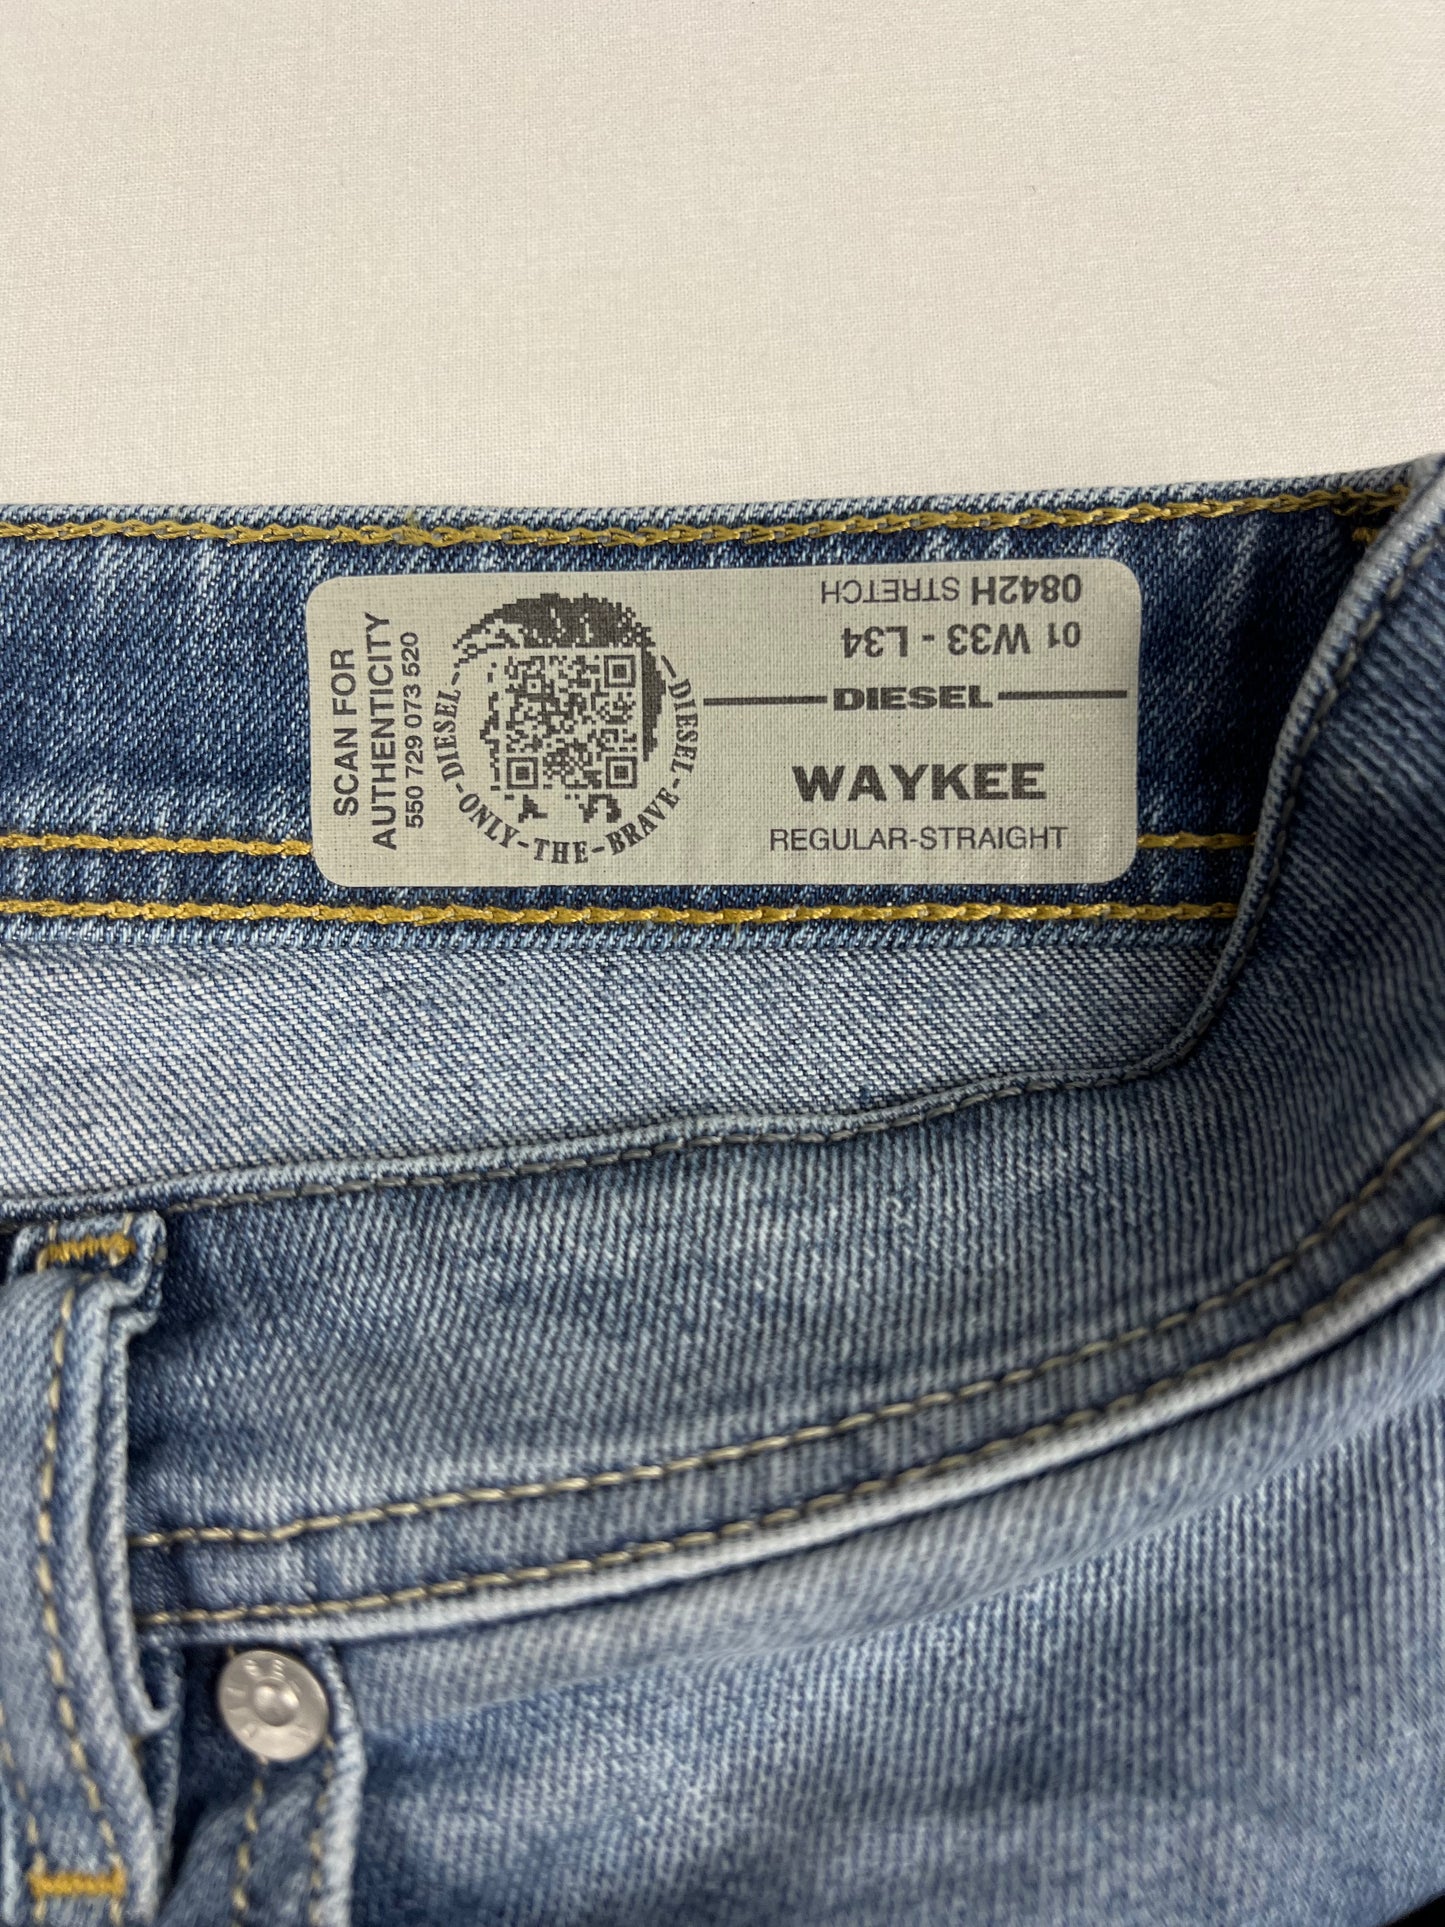 SCAN FOR
AUTHENTICITY
550 729 073 520
DIESEL-ONLY-THE-BRAVE-DIESEL
0842H STRETCH
01 W33 - L34
DIESEL
WAYKEE
REGULAR-STRAIGHT